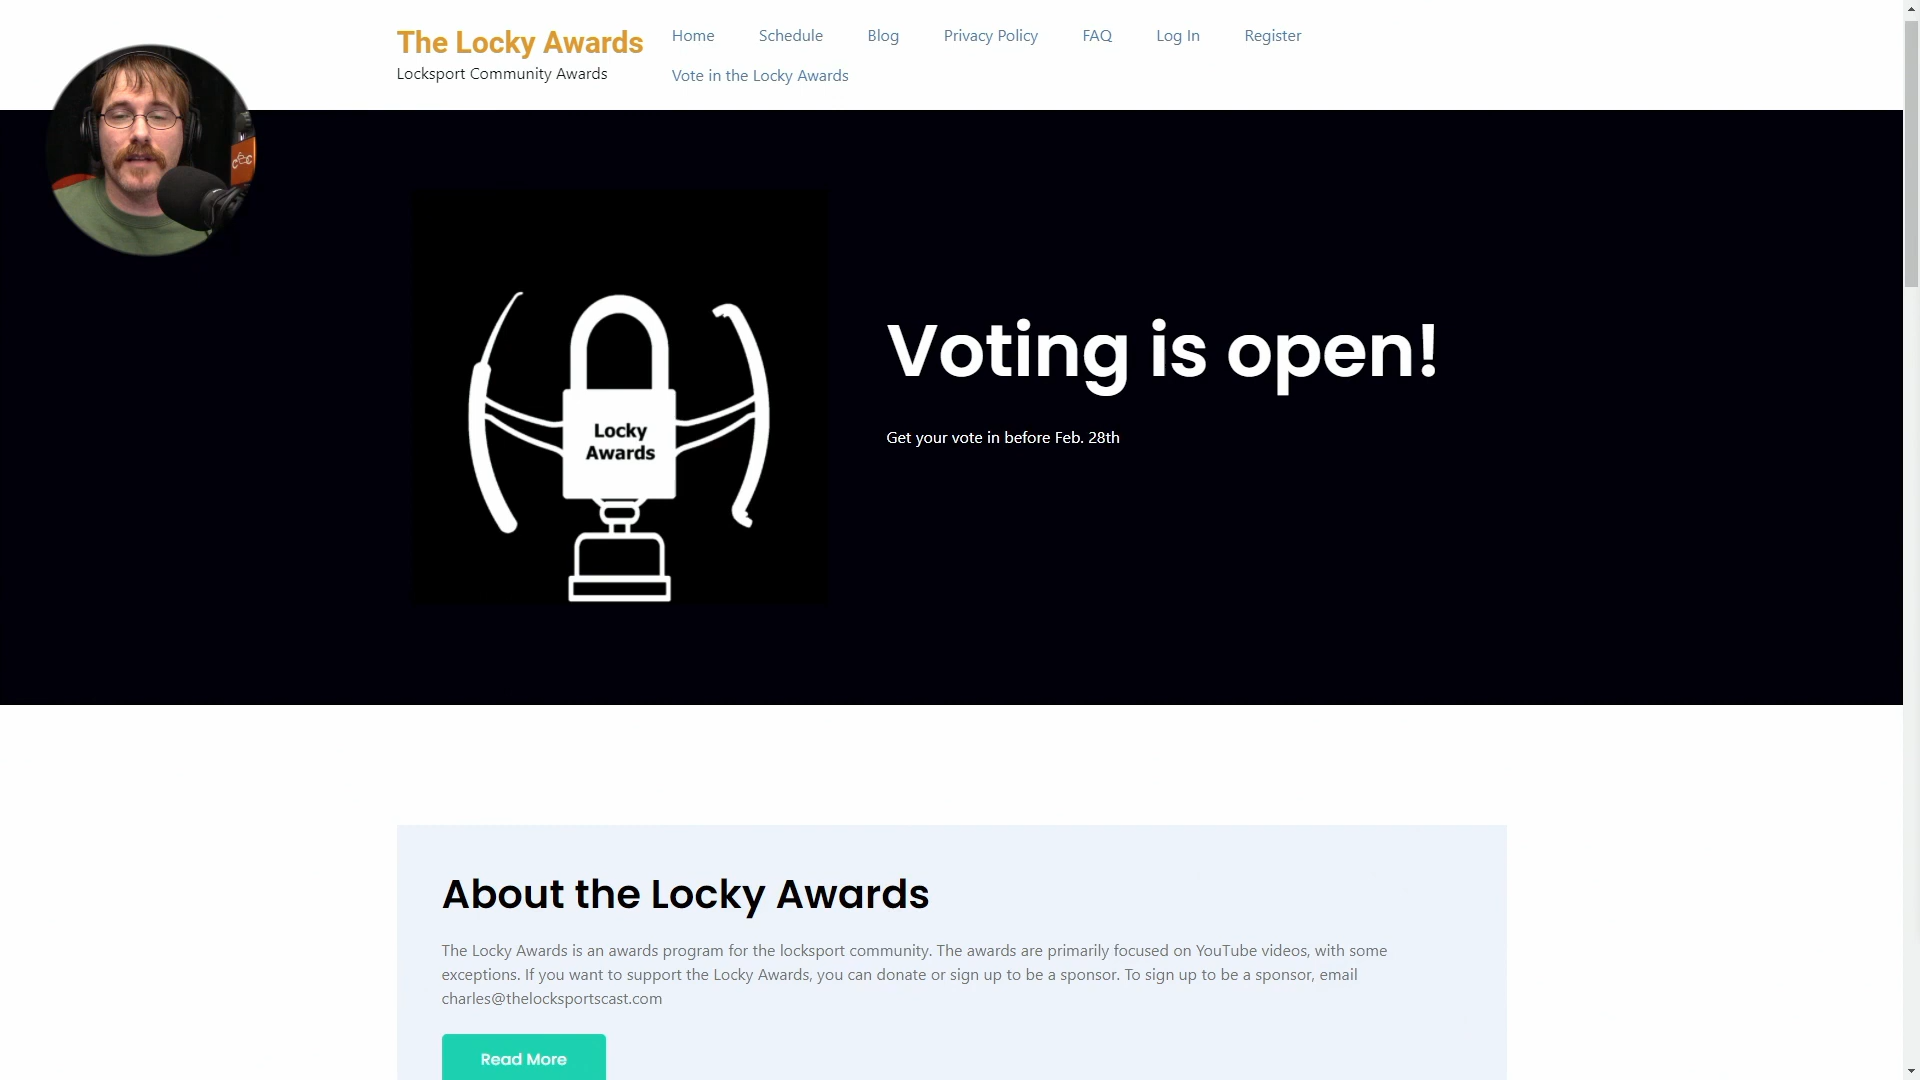 The Locky Awards
Locksport Community Awards
Home Schedule Blog Privacy Policy FAQ Log In Register
Vote in the Locky Awards
cec
Locky
Awards
Voting is open!
Get your vote in before Feb. 28th
About the Locky Awards
The Locky Awards is an awards program for the locksport community. The awards are primarily focused on YouTube videos, with some
exceptions. If you want to support the Locky Awards, you can donate or sign up to be a sponsor. To sign up to be a sponsor, email
charles@thelocksportscast.com
Read More